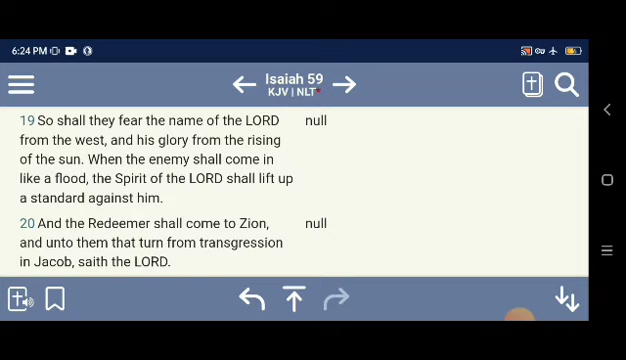 6:24 PM
Isaiah 59
KJV | NLT*
19 So shall they fear the name of the LORD null
from the west, and his glory from the rising
of the sun. When the enemy shall come in
like a flood, the Spirit of the LORD shall lift up
a standard against him.
20 And the Redeemer shall come to Zion, null
and unto them that turn from transgression
in Jacob, saith the LORD.